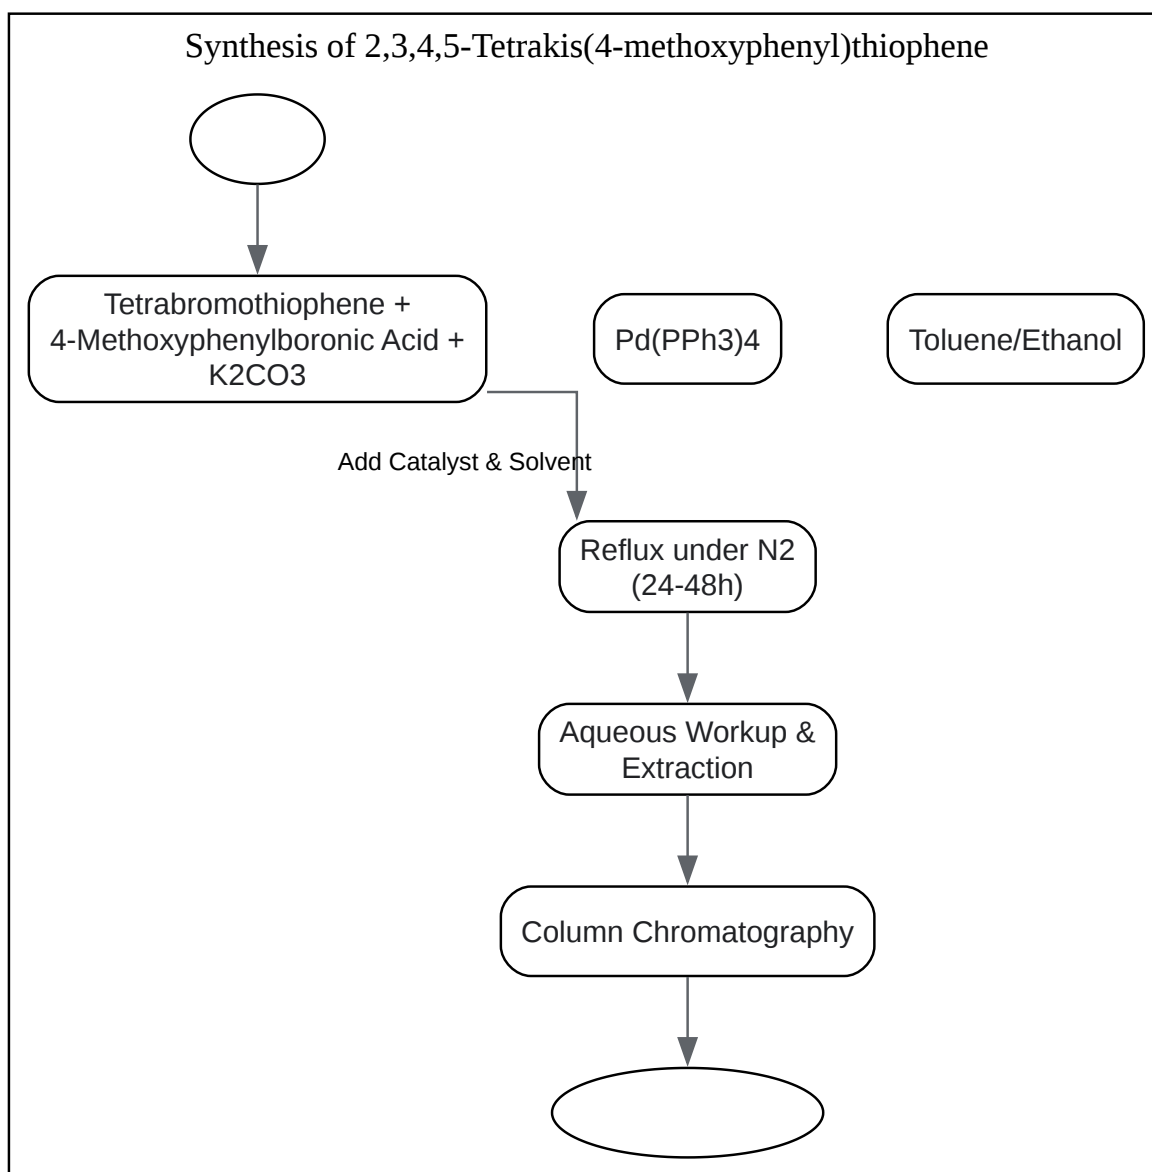 Synthesis of 2,3,4,5-Tetrakis(4-methoxyphenyl)thiophene
Tetrabromothiophene +
4-Methoxyphenylboronic Acid +
K2CO3
Pd(PPh3)4
Toluene/Ethanol
Add Catalyst & Solvent
Reflux under N2
(24-48h)
Aqueous Workup &
Extraction
Column Chromatography